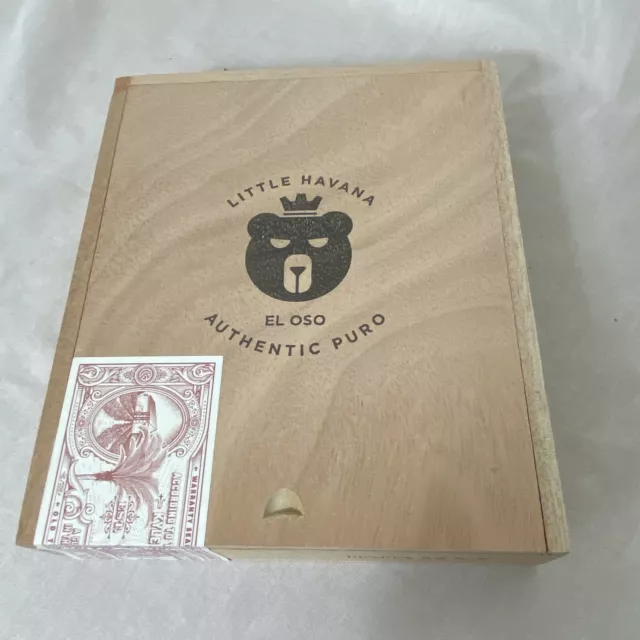 LITTLE HAVANA
EL OSO
AUTHENTIC PURO